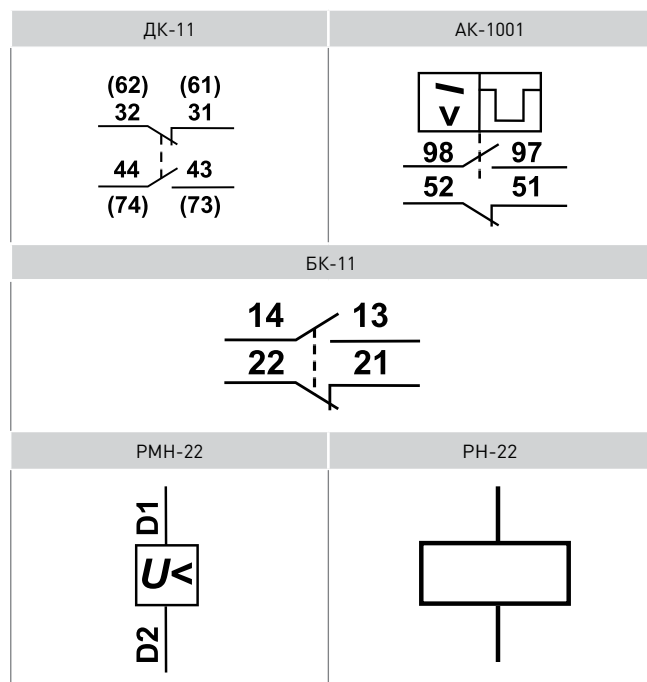 ДК-11
АК-1001
(62) (61)
32 31
44 43
(74) (73)
I >
98 97
52 51
БК-11
14 13
22 21
РМН-22
РН-22
D1
U<
D2